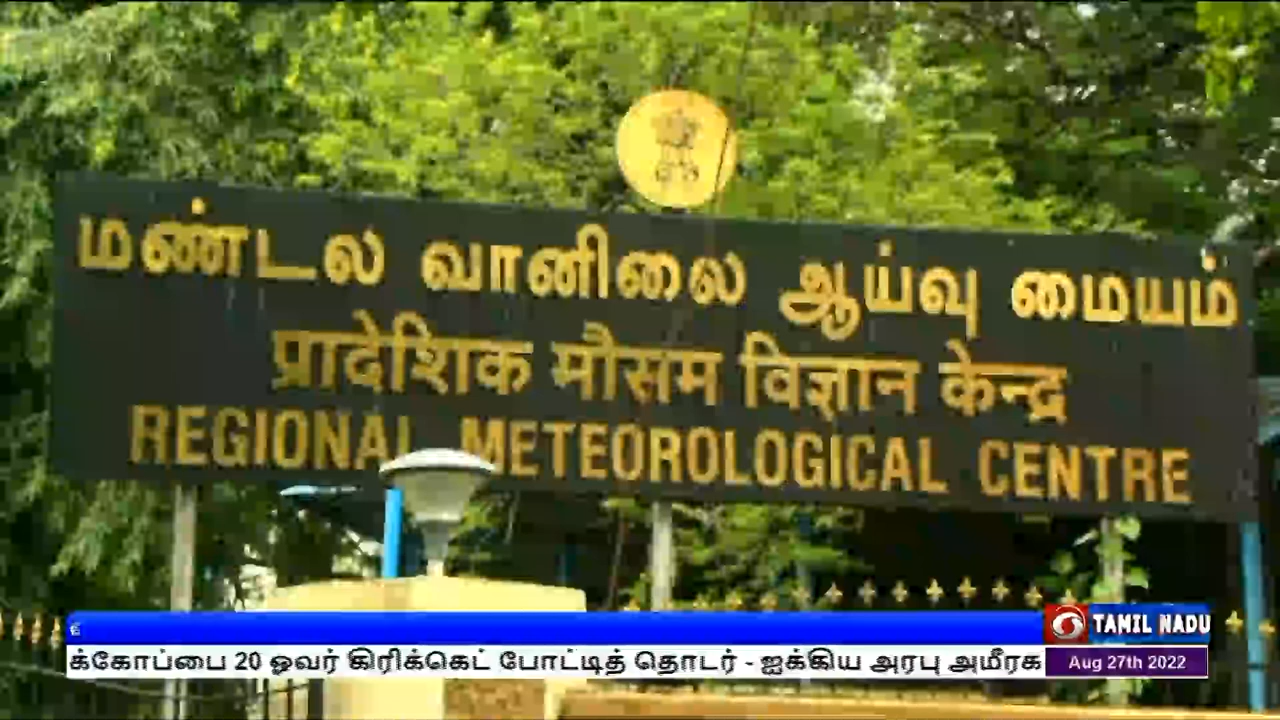 மண்டல வானிலை ஆய்வு மையம்
प्रादेशिक मौसम विज्ञान केन्द्र
REGIONAL METEOROLOGICAL CENTRE
TAMIL NADU
க்கோப்பை 20 ஓவர் கிரிக்கெட் போட்டித் தொடர் - ஐக்கிய அரபு அமீரக
Aug 27th 2022